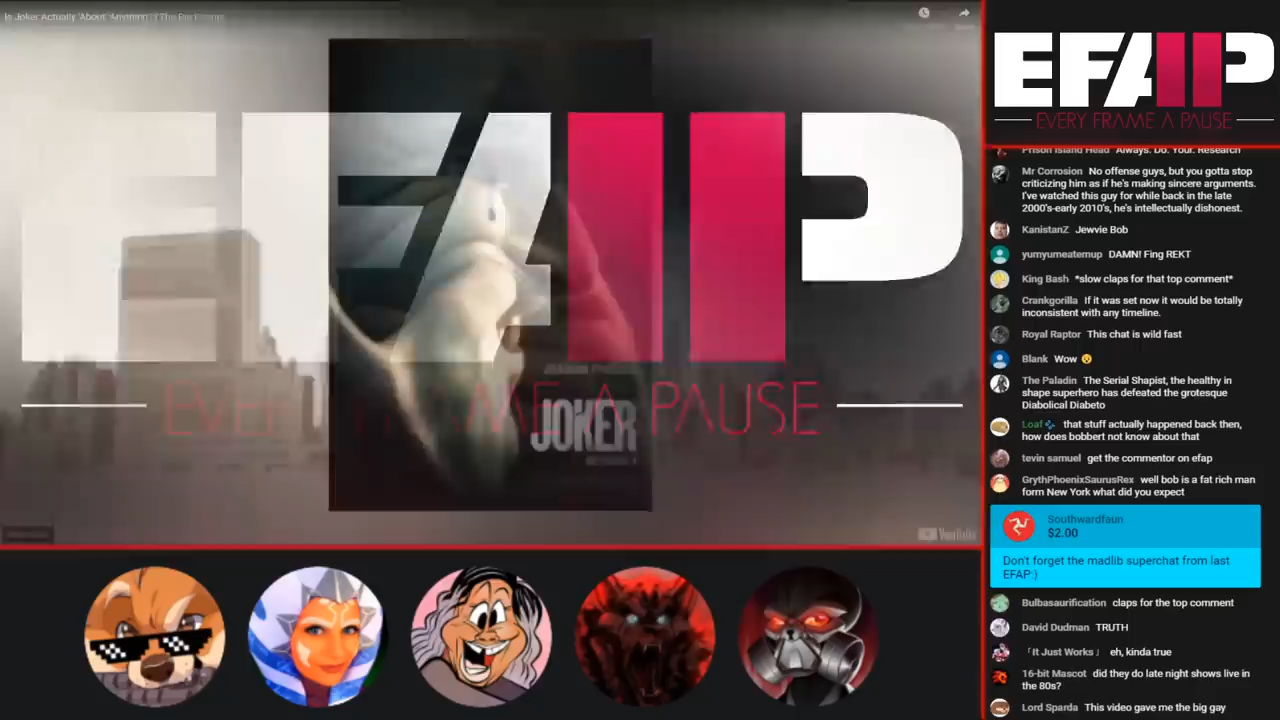 Is Joker Actually 'About' Anything? | The Big Picture
EFAP
EVERY FRAME A PAUSE
JOKER
YouTube
EFAP
EVERY FRAME A PAUSE
Prison Island Head Always. Do. Your. Research
Mr Corrosion No offense guys, but you gotta stop
criticizing him as if he's making sincere arguments.
I've watched this guy for while back in the late
2000's-early 2010's, he's intellectually dishonest.
KanistanZ Jewvie Bob
yumyumeatemup DAMN! Fing REKT
King Bash *slow claps for that top comment*
Crankgorilla If it was set now it would be totally
inconsistent with any timeline.
Royal Raptor This chat is wild fast
Blank Wow 😮
The Paladin The Serial Shapist, the healthy in
shape superhero has defeated the grotesque
Diabolical Diabeto
Loaf that stuff actually happened back then,
how does bobbert not know about that
tevin samuel get the commentor on efap
GrythPhoenixSaurusRex well bob is a fat rich man
form New York what did you expect
Southwardfaun
$2.00
Don't forget the madlib superchat from last
EFAP:)
Bulbasaurification claps for the top comment
David Dudman TRUTH
「It Just Works」 eh, kinda true
16-bit Mascot did they do late night shows live in
the 80s?
Lord Sparda This video gave me the big gay